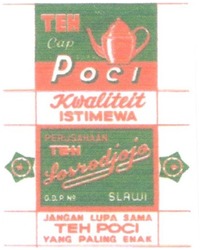 TEH
Cap
POCI
Kwaliteit
ISTIMEWA
PERUSAHAAN
TEH
Sosrodjojo
D.D.P. No
SLAWI
JANGAN LUPA SAMA
TEH POCI
YANG PALING ENAK